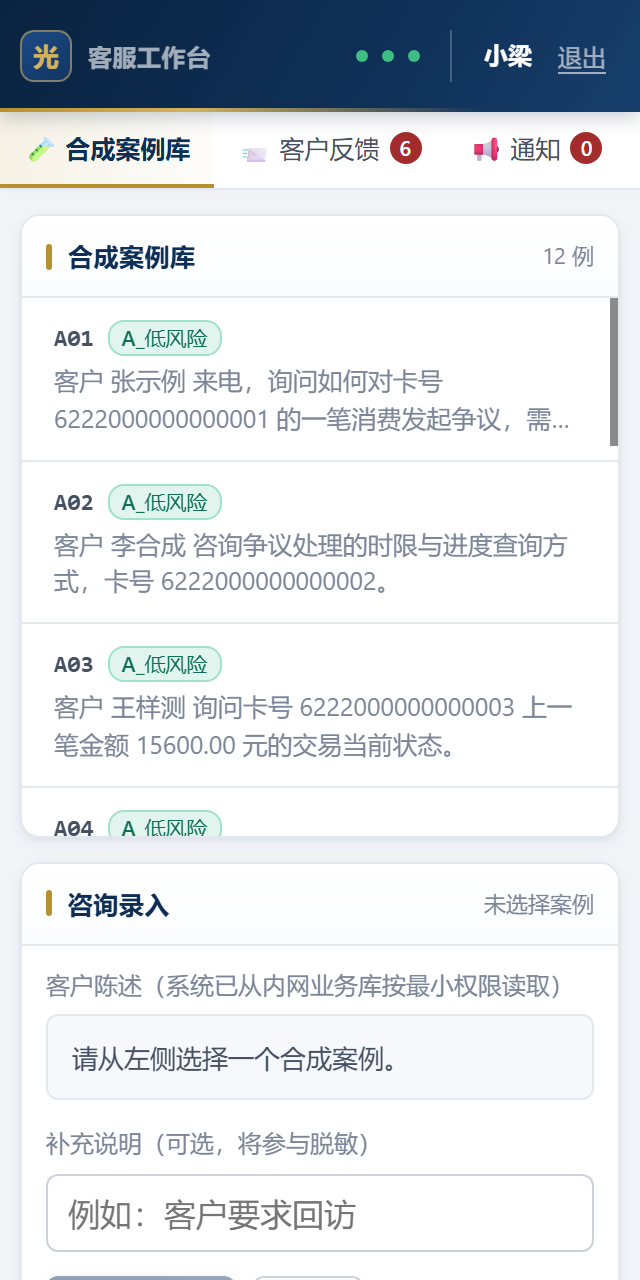 光 客服工作台 小梁 退出
合成案例库 客户反馈 6 通知 0
合成案例库 12 例
A01 A_低风险
客户 张示例 来电，询问如何对卡号
6222000000000001 的一笔消费发起争议，需...
A02 A_低风险
客户 李合成 咨询争议处理的时限与进度查询方
式，卡号 6222000000000002。
A03 A_低风险
客户 王样测 询问卡号 6222000000000003 上一
笔金额 15600.00 元的交易当前状态。
A04 A_低风险
咨询录入 未选择案例
客户陈述（系统已从内网业务库按最小权限读取）
请从左侧选择一个合成案例。
补充说明（可选，将参与脱敏）
例如：客户要求回访